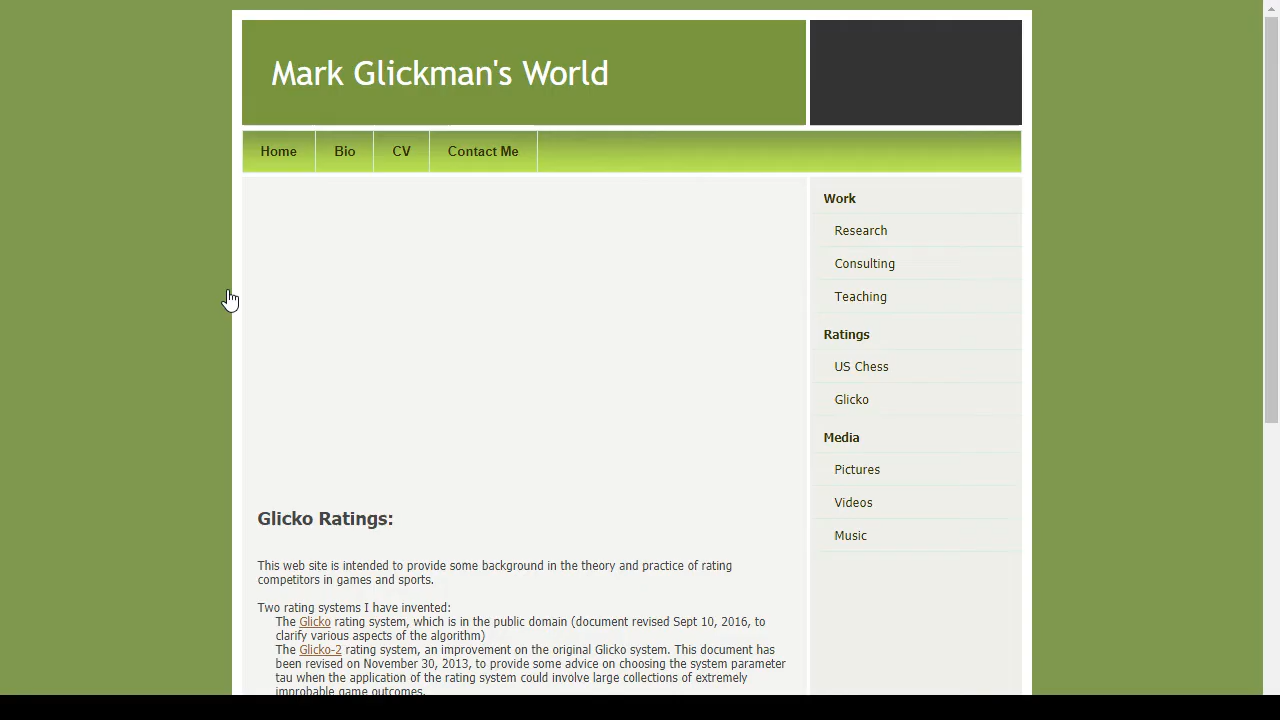 Mark Glickman's World
Home
Bio
CV
Contact Me
Work
Research
Consulting
Teaching
Ratings
US Chess
Glicko
Media
Pictures
Videos
Music
Glicko Ratings:
This web site is intended to provide some background in the theory and practice of rating
competitors in games and sports.
Two rating systems I have invented:
The Glicko rating system, which is in the public domain (document revised Sept 10, 2016, to
clarify various aspects of the algorithm)
The Glicko-2 rating system, an improvement on the original Glicko system. This document has
been revised on November 30, 2013, to provide some advice on choosing the system parameter
tau when the application of the rating system could involve large collections of extremely
improbable game outcomes.